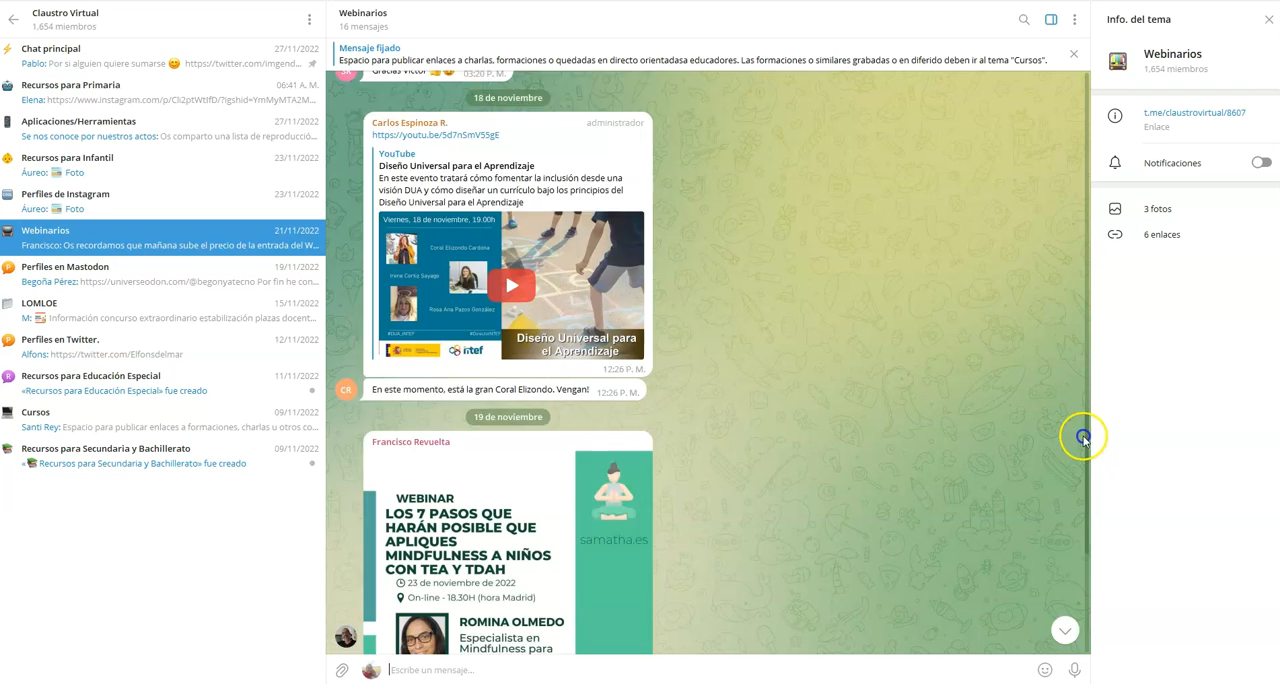 Claustro Virtual
1,654 miembros
Chat principal 27/11/2022
Pablo: Por si alguien quiere sumarse 😊 https://twitter.com/imgend...
Recursos para Primaria 06:41 A. M.
Elena: https://www.instagram.com/p/Cli2ptWtIfD/?igshid=YmMyMTA2M...
Aplicaciones/Herramientas 27/11/2022
Se nos conoce por nuestros actos: Os comparto una lista de reproducció...
Recursos para Infantil 23/11/2022
Áureo: Foto
Perfiles de Instagram 23/11/2022
Áureo: Foto
Webinarios 21/11/2022
Francisco: Os recordamos que mañana sube el precio de la entrada del W...
Perfiles en Mastodon 19/11/2022
Begoña Pérez: https://universeodon.com/@begonyatecno Por fin he con...
LOMLOE 15/11/2022
M: Información concurso extraordinario estabilización plazas docent...
Perfiles en Twitter. 12/11/2022
Alfons: https://twitter.com/Elfonsdelmar
Recursos para Educación Especial 11/11/2022
«Recursos para Educación Especial» fue creado
Cursos 09/11/2022
Santi Rey: Espacio para publicar enlaces a formaciones, charlas u otros co...
Recursos para Secundaria y Bachillerato 09/11/2022
«Recursos para Secundaria y Bachillerato» fue creado
Webinarios
16 mensajes
Mensaje fijado
Espacio para publicar enlaces a charlas, formaciones o quedadas en directo orientadasa educadores. Las formaciones o similares grabadas o en diferido deben ir al tema "Cursos".
Gracias Víctor 03:20 P. M.
18 de noviembre
Carlos Espinoza R. administrador
https://youtu.be/5d7nSmV55gE
YouTube
Diseño Universal para el Aprendizaje
En este evento tratará cómo fomentar la inclusión desde una
visión DUA y cómo diseñar un currículo bajo los principios del
Diseño Universal para el Aprendizaje
Viernes, 18 de noviembre, 19.00h
Coral Elizondo Cardona
Irene Cortiz Sayago
Rosa Ana Pazos González
#DUA_INTEF
intef
Diseño Universal para
el Aprendizaje
12:26 P. M.
CR
En este momento, está la gran Coral Elizondo. Vengan! 12:26 P. M.
19 de noviembre
Francisco Revuelta
WEBINAR
LOS 7 PASOS QUE
HARÁN POSIBLE QUE
APLIQUES
MINDFULNESS A NIÑOS
CON TEA Y TDAH
23 de noviembre de 2022
On-line - 18.30H (hora Madrid)
samatha.es
ROMINA OLMEDO
Especialista en
Mindfulness para
Escribe un mensaje...
Info. del tema
Webinarios
1,654 miembros
t.me/claustrovirtual/8607
Enlace
Notificaciones
3 fotos
6 enlaces